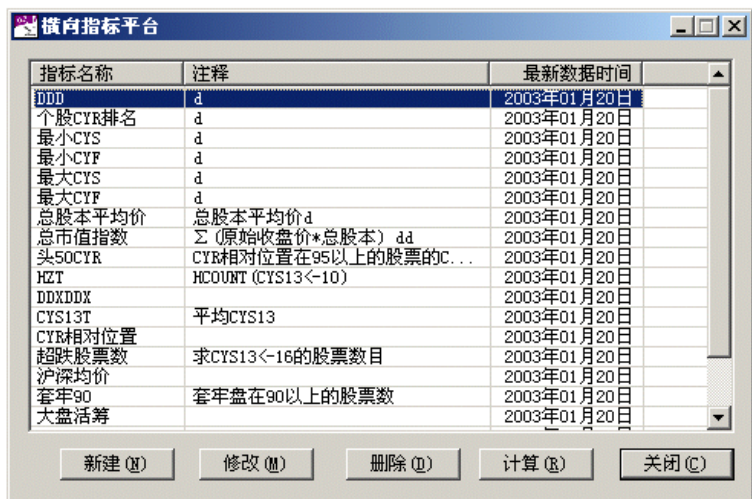 横向指标平台
指标名称 注释 最新数据时间
DDD d 2003年01月20日
个股CYR排名 d 2003年01月20日
最小CYS d 2003年01月20日
最小CYF d 2003年01月20日
最大CYS d 2003年01月20日
最大CYF d 2003年01月20日
总股本平均价 总股本平均价d 2003年01月20日
总市值指数 Σ(原始收盘价*总股本) dd 2003年01月20日
头50CYR CYR相对位置在95以上的股票的C... 2003年01月20日
HZT HCOUNT(CYS13<-10) 2003年01月20日
DDXDDX 2003年01月20日
CYS13T 平均CYS13 2003年01月20日
CYR相对位置 2003年01月20日
超跌股票数 求CYS13<-16的股票数目 2003年01月20日
沪深均价 2003年01月20日
套牢90 套牢盘在90以上的股票数 2003年01月20日
大盘活筹 2003年01月20日
新建(N) 修改(M) 删除(D) 计算(R) 关闭(C)